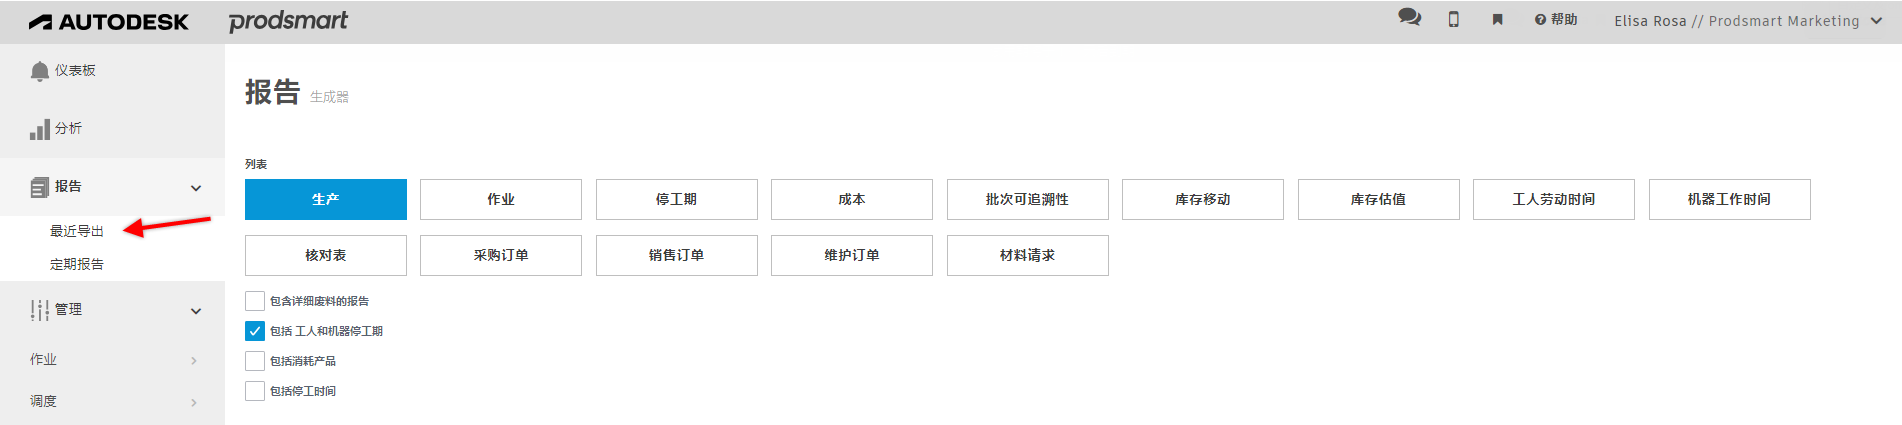 AUTODESK prodsmart 帮助 Elisa Rosa // Prodsmart Marketing
仪表板
分析
报告
最近导出
定期报告
管理
作业
调度
报告 生成器
列表
生产 作业 停工期 成本 批次可追溯性 库存移动 库存估值 工人劳动时间 机器工作时间
核对表 采购订单 销售订单 维护订单 材料请求
包含详细废料的报告
包括 工人和机器停工期
包括消耗产品
包括停工时间